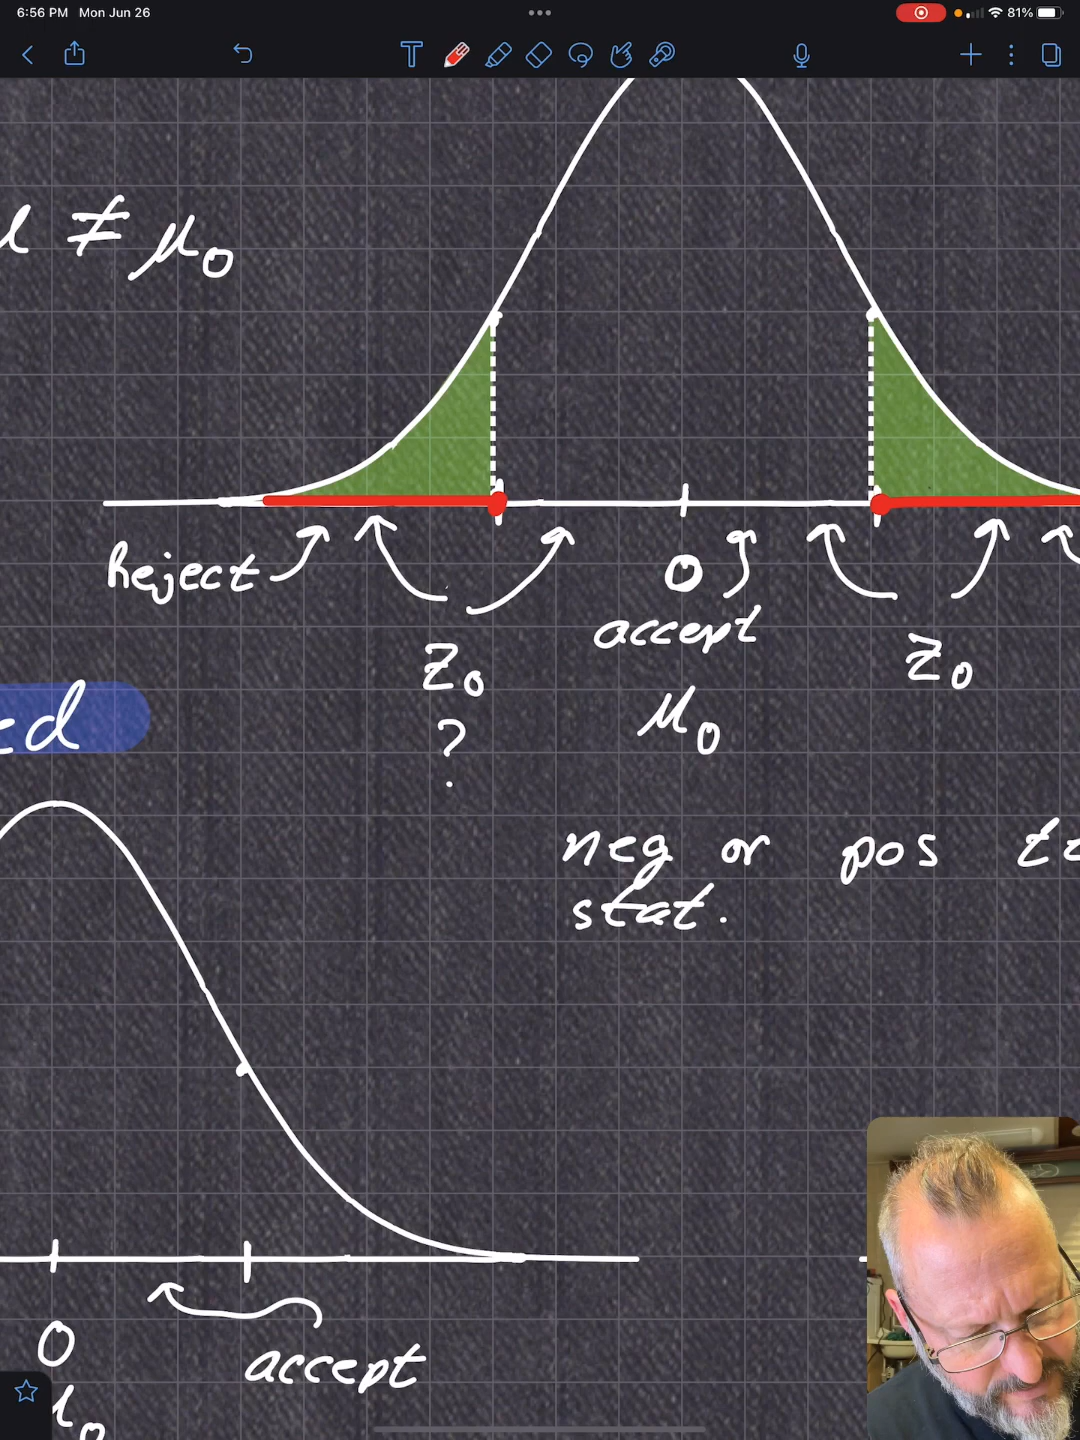 6:56 PM Mon Jun 26
81%
≠ μ₀
Reject
0
accept
Z₀
Z₀
?
μ₀
neg or pos
stat.
0
accept